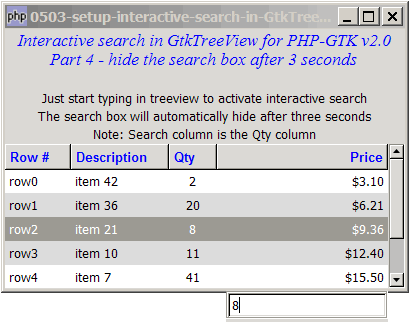 php 0503-setup-interactive-search-in-GtkTree...
Interactive search in GtkTreeView for PHP-GTK v2.0
Part 4 - hide the search box after 3 seconds
Just start typing in treeview to activate interactive search
The search box will automatically hide after three seconds
Note: Search column is the Qty column
Row # Description Qty Price
row0 item 42 2 $3.10
row1 item 36 20 $6.21
row2 item 21 8 $9.36
row3 item 10 11 $12.40
row4 item 7 41 $15.50
8